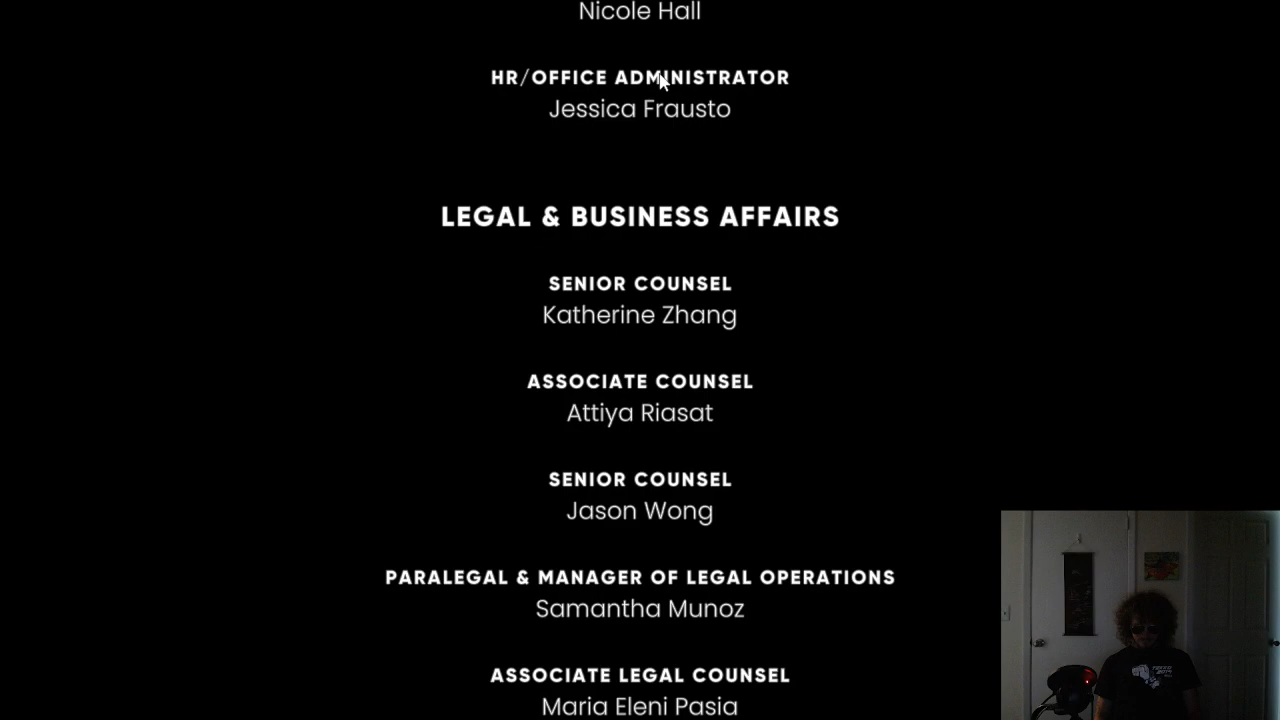 Nicole Hall
HR/OFFICE ADMINISTRATOR
Jessica Frausto
LEGAL & BUSINESS AFFAIRS
SENIOR COUNSEL
Katherine Zhang
ASSOCIATE COUNSEL
Attiya Riasat
SENIOR COUNSEL
Jason Wong
PARALEGAL & MANAGER OF LEGAL OPERATIONS
Samantha Munoz
ASSOCIATE LEGAL COUNSEL
Maria Eleni Pasia